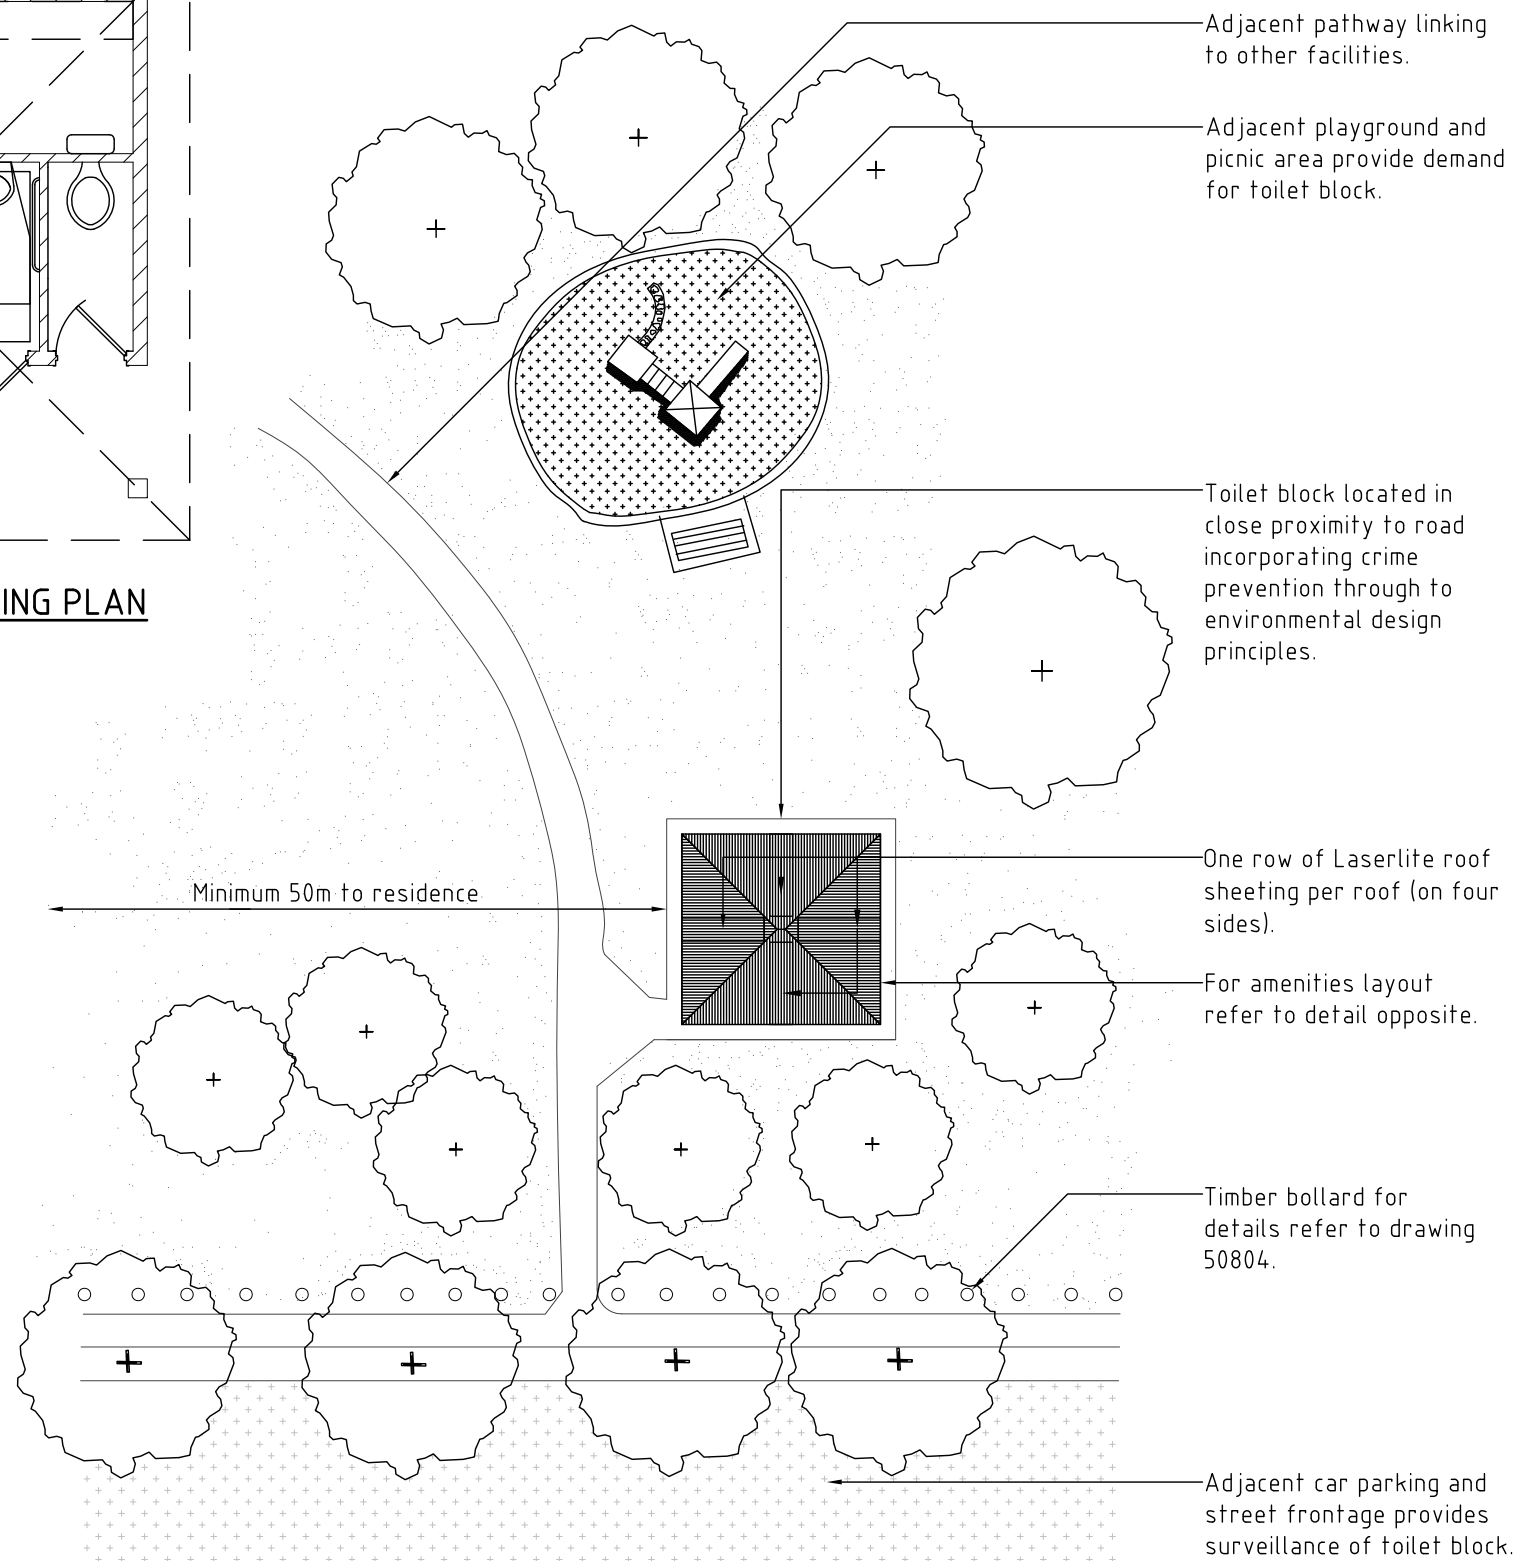 Adjacent pathway linking
to other facilities.
Adjacent playground and
picnic area provide demand
for toilet block.
Toilet block located in
close proximity to road
incorporating crime
prevention through to
environmental design
principles.
ING PLAN
One row of Laserlite roof
sheeting per roof (on four
sides).
Minimum 50m to residence
For amenities layout
refer to detail opposite.
Timber bollard for
details refer to drawing
50804.
Adjacent car parking and
street frontage provides
surveillance of toilet block.